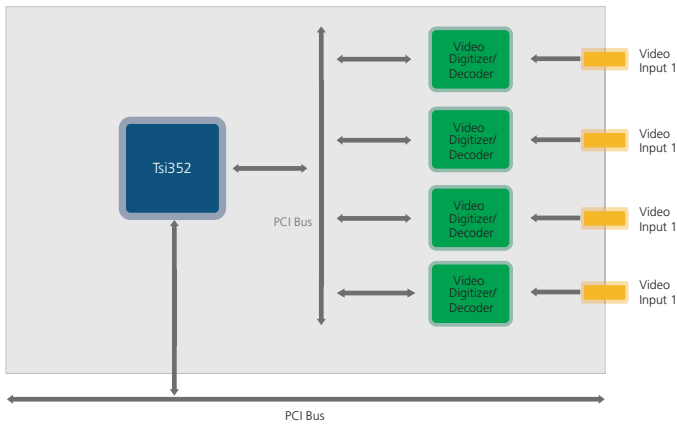 Video
Digitizer/
Decoder
Video
Input 1
Video
Digitizer/
Decoder
Video
Input 1
Tsi352
Video
Digitizer/
Decoder
Video
Input 1
PCI Bus
Video
Digitizer/
Decoder
Video
Input 1
PCI Bus